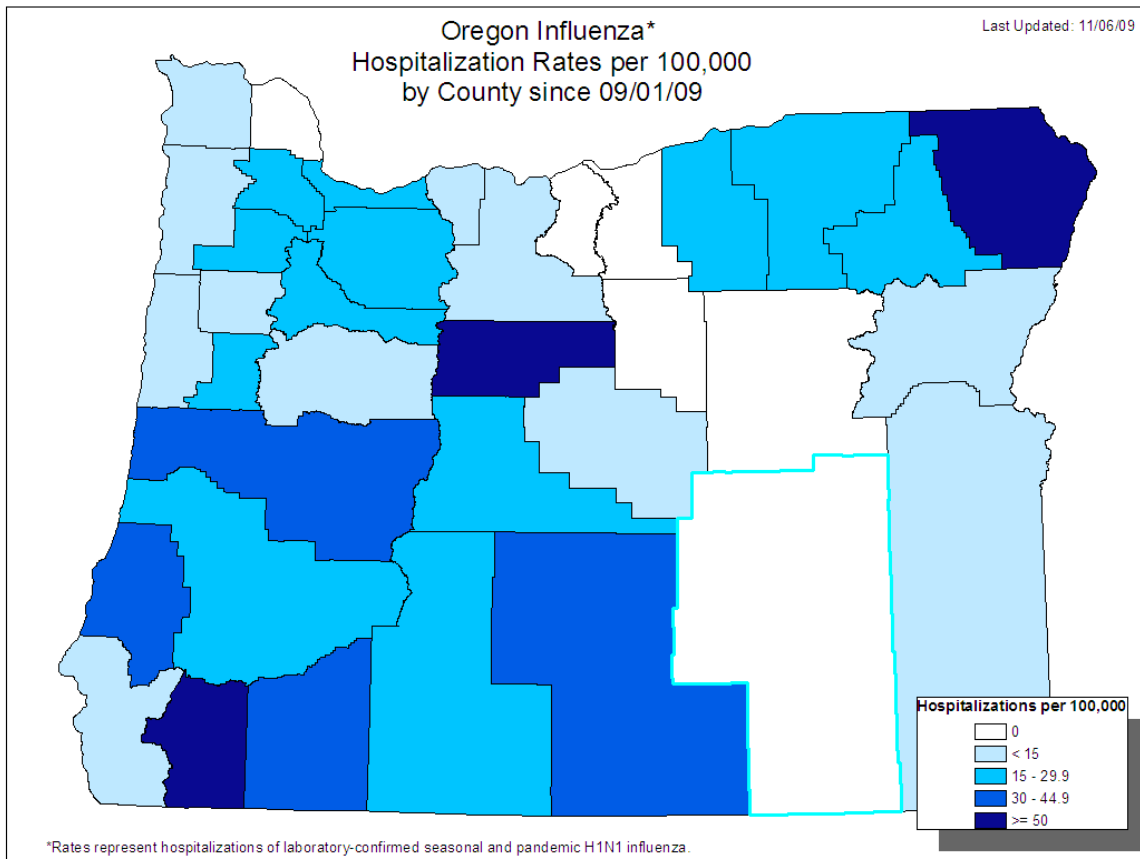 Oregon Influenza*
Hospitalization Rates per 100,000
by County since 09/01/09
Last Updated: 11/06/09
Hospitalizations per 100,000
0
< 15
15 - 29.9
30 - 44.9
>= 50
*Rates represent hospitalizations of laboratory-confirmed seasonal and pandemic H1N1 influenza.